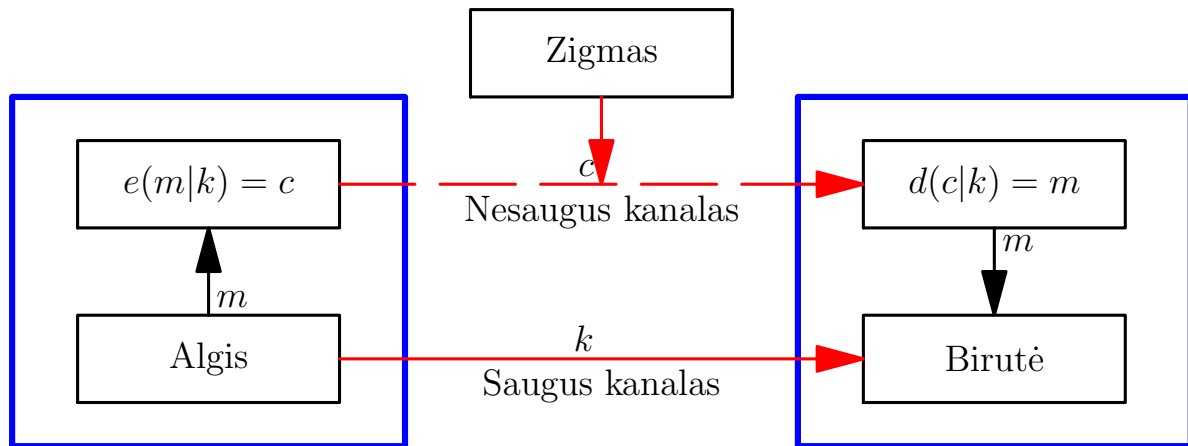 Zigmas
e(m|k) = c
c
d(c|k) = m
Nesaugus kanalas
m
m
Algis
k
Saugus kanalas
Birutė